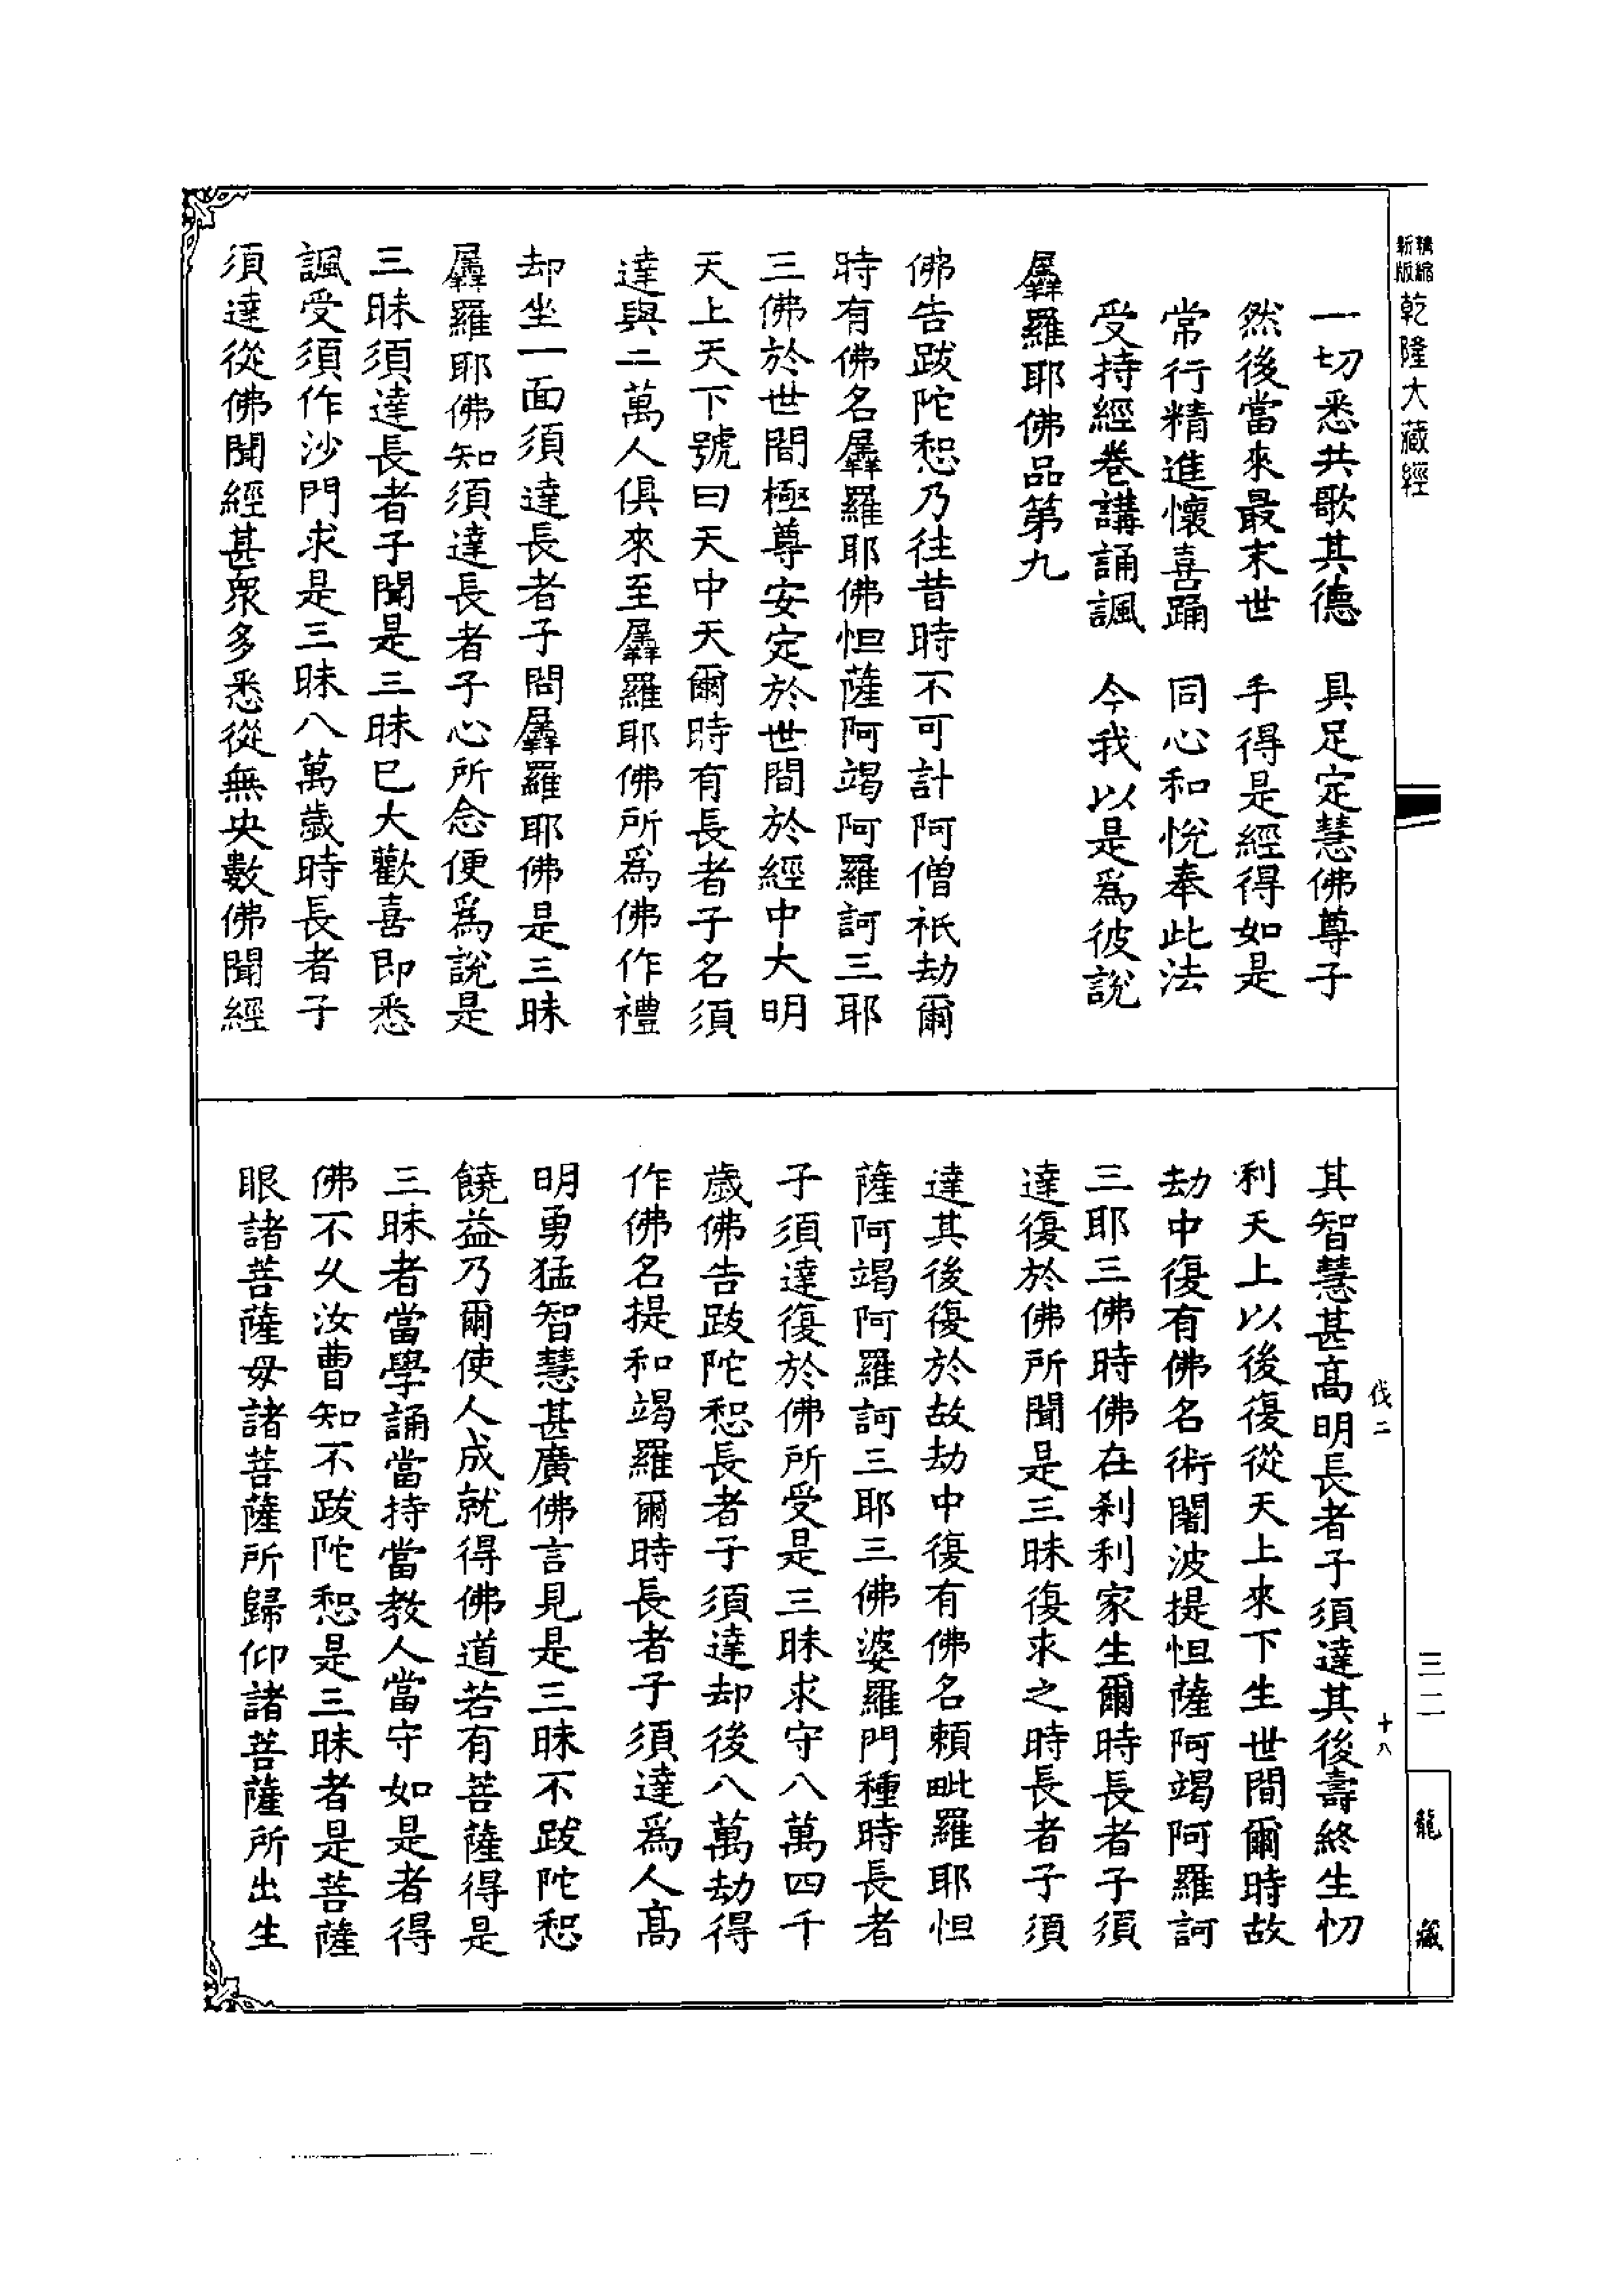 精縮新版乾隆大藏經
一切悉共歌其德 具足定慧佛尊子
然後當來最末世 手得是經得如是
常行精進懷喜踊 同心和悅奉此法
受持經卷講誦諷 今我以是爲彼說
羼羅耶佛品第九
佛告跋陀惒乃往昔時不可計阿僧祇劫爾
時有佛名羼羅耶佛怛薩阿竭阿羅訶三耶
三佛於世間極尊安定於世間於經中大明
天上天下號曰天中天爾時有長者子名須
達與二萬人俱來至羼羅耶佛所爲佛作禮
却坐一面須達長者子問羼羅耶佛是三昧
羼羅耶佛知須達長者子心所念便爲說是
三昧須達長者子聞是三昧已大歡喜即悉
諷受須作沙門求是三昧八萬歲時長者子
須達從佛聞經甚衆多悉從無央數佛聞經
伐二
十八
其智慧甚高明長者子須達其後壽終生忉
利天上以後復從天上來下生世間爾時故
劫中復有佛名術闍波提怛薩阿竭阿羅訶
三耶三佛時佛在刹利家生爾時長者子須
達復於佛所聞是三昧復求之時長者子須
達其後復於故劫中復有佛名賴毗羅耶怛
薩阿竭阿羅訶三耶三佛婆羅門種時長者
子須達復於佛所受是三昧求守八萬四千
歲佛告跋陀惒長者子須達却後八萬劫得
作佛名提和竭羅爾時長者子須達爲人高
明勇猛智慧甚廣佛言見是三昧不跋陀惒
饒益乃爾使人成就得佛道若有菩薩得是
三昧者當學誦當持當教人當守如是者得
佛不久汝曹知不跋陀惒是三昧者是菩薩
眼諸菩薩母諸菩薩所歸仰諸菩薩所出生
三二
龍藏